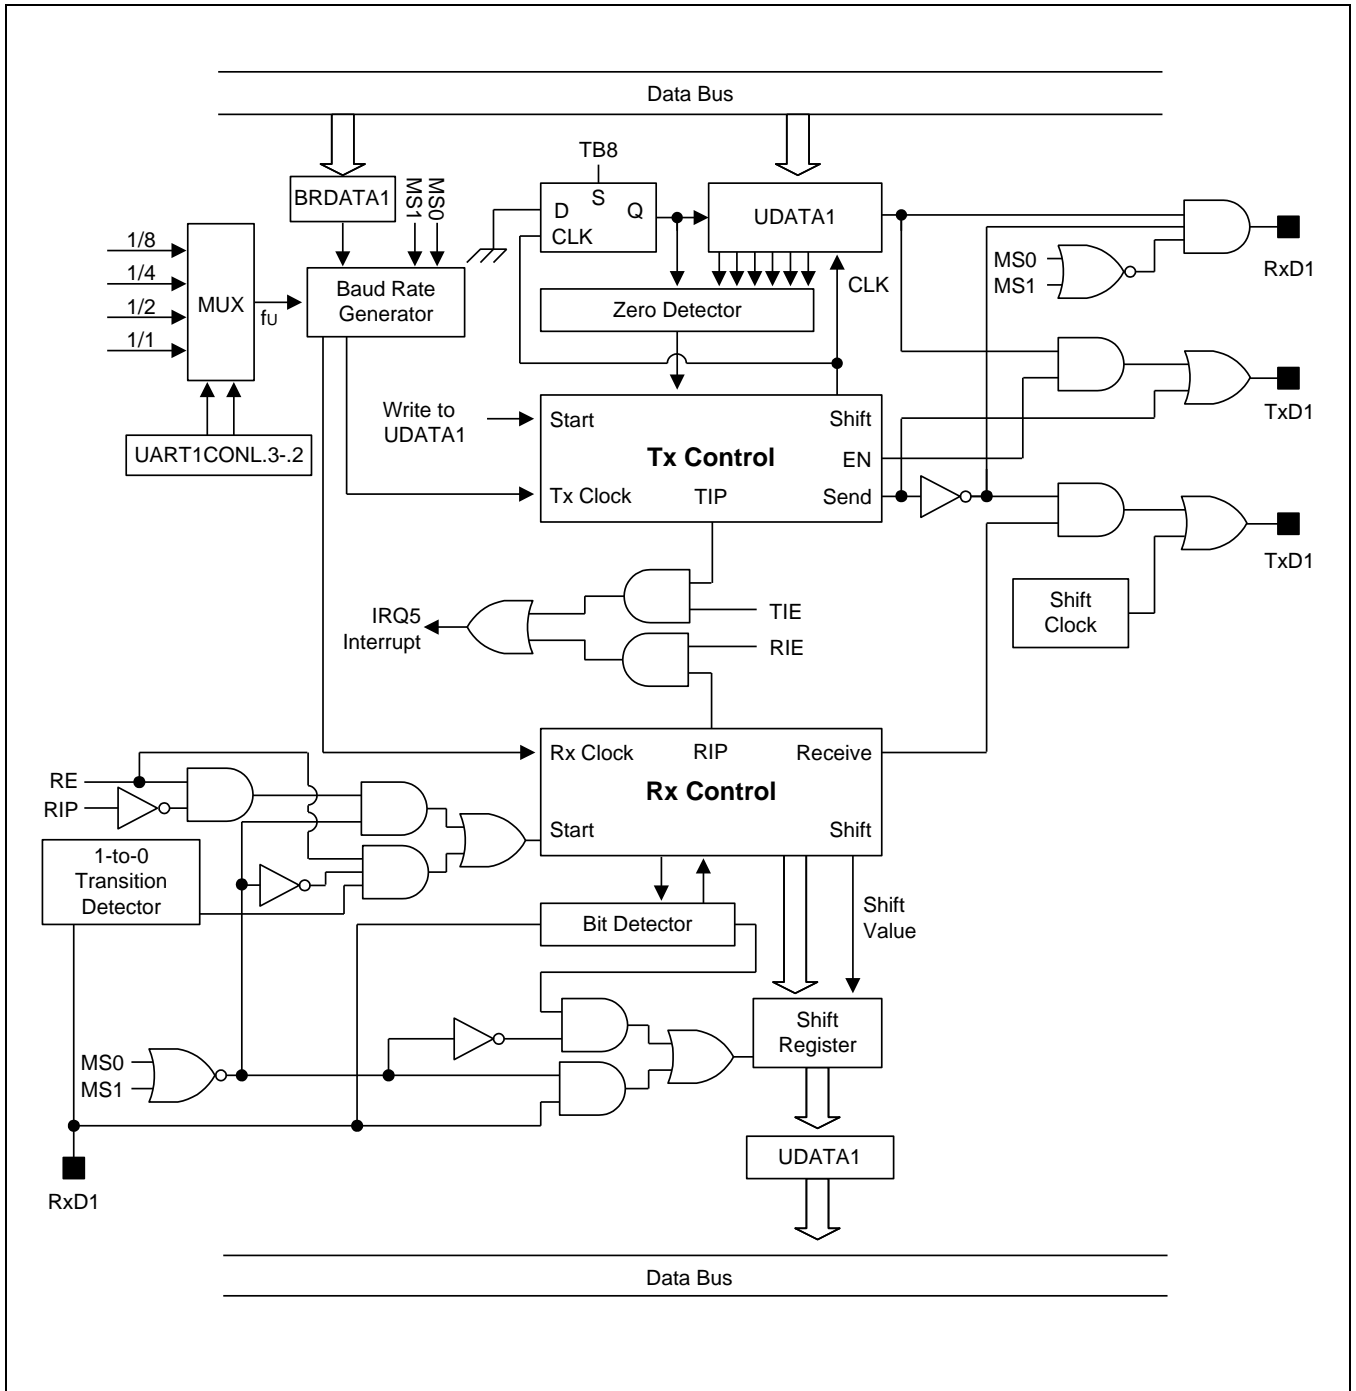 Data Bus
TB8
BRDATA1
MS1
MS0
D
S
Q
CLK
UDATA1
1/8
1/4
1/2
1/1
MUX
fU
Baud Rate
Generator
Zero Detector
CLK
MS0
MS1
RxD1
UART1CONL.3-.2
Write to
UDATA1
Start
Shift
Tx Control
EN
Tx Clock
TIP
Send
TxD1
TxD1
Shift
Clock
IRQ5
Interrupt
TIE
RIE
Rx Clock
RIP
Receive
Rx Control
Start
Shift
RE
RIP
1-to-0
Transition
Detector
Bit Detector
Shift
Value
Shift
Register
MS0
MS1
UDATA1
RxD1
Data Bus